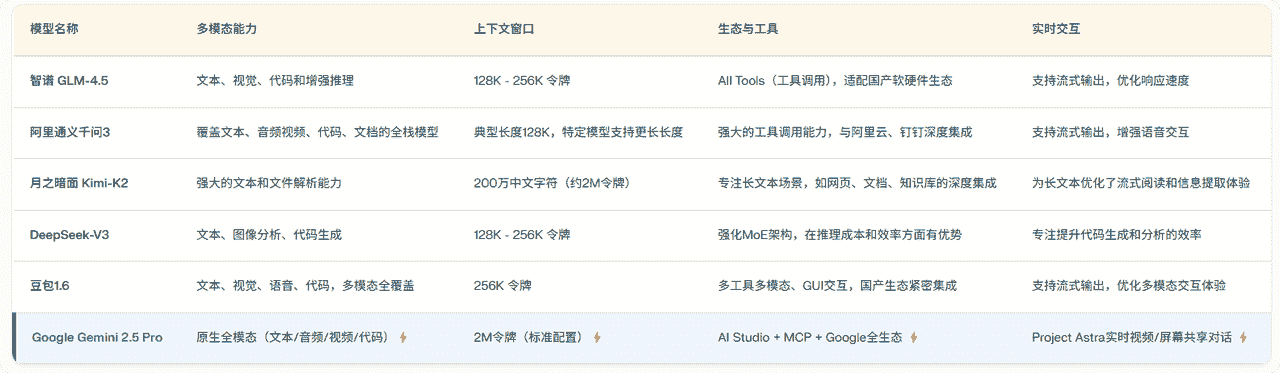 模型名称 多模态能力 上下文窗口 生态与工具 实时交互
智谱 GLM-4.5 文本、视觉、代码和增强推理 128K - 256K 令牌 All Tools（工具调用），适配国产软硬件生态 支持流式输出，优化响应速度
阿里通义千问3 覆盖文本、音频视频、代码、文档的全栈模型 典型长度128K，特定模型支持更长长度 强大的工具调用能力，与阿里云、钉钉深度集成 支持流式输出，增强语音交互
月之暗面 Kimi-K2 强大的文本和文件解析能力 200万中文字符（约2M令牌） 专注长文本场景，如网页、文档、知识库的深度集成 为长文本优化了流式阅读和信息提取体验
DeepSeek-V3 文本、图像分析、代码生成 128K - 256K 令牌 强化MoE架构，在推理成本和效率方面有优势 专注提升代码生成和分析的效率
豆包1.6 文本、视觉、语音、代码，多模态全覆盖 256K 令牌 多工具多模态、GUI交互，国产生态紧密集成 支持流式输出，优化多模态交互体验
Google Gemini 2.5 Pro 原生全模态（文本/音频/视频/代码）⚡ 2M令牌（标准配置）⚡ AI Studio + MCP + Google全生态 ⚡ Project Astra实时视频/屏幕共享对话 ⚡